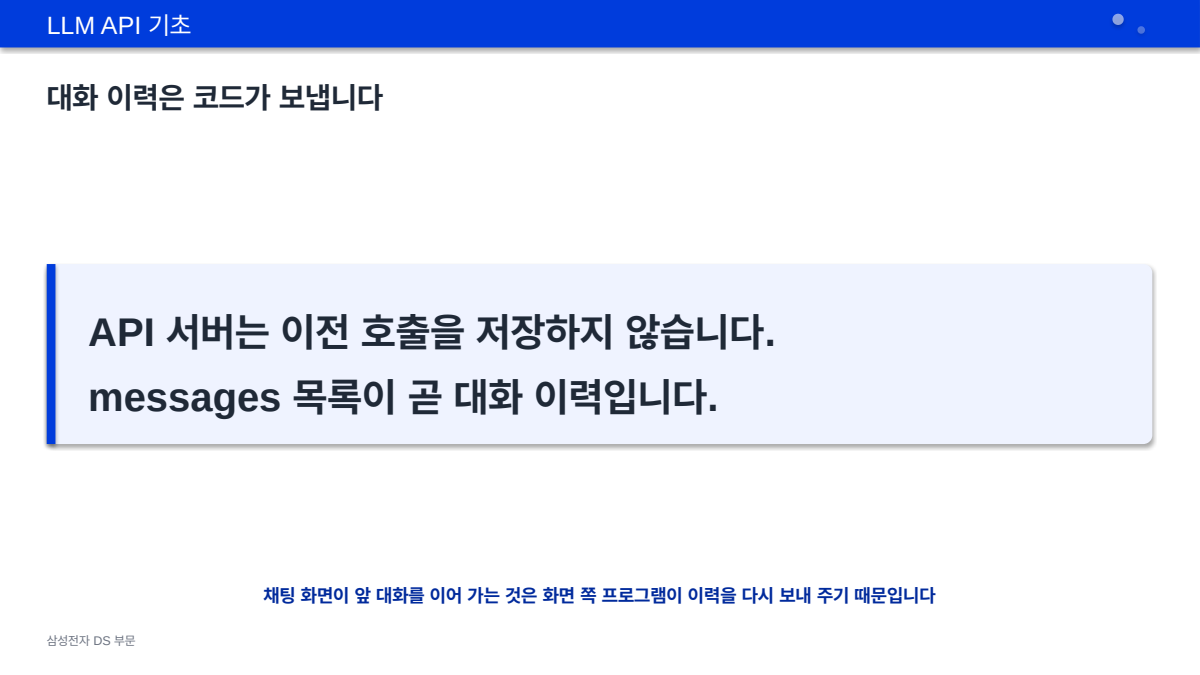 LLM API 기초
대화 이력은 코드가 보냅니다
API 서버는 이전 호출을 저장하지 않습니다.
messages 목록이 곧 대화 이력입니다.
채팅 화면이 앞 대화를 이어 가는 것은 화면 쪽 프로그램이 이력을 다시 보내 주기 때문입니다
삼성전자 DS 부문